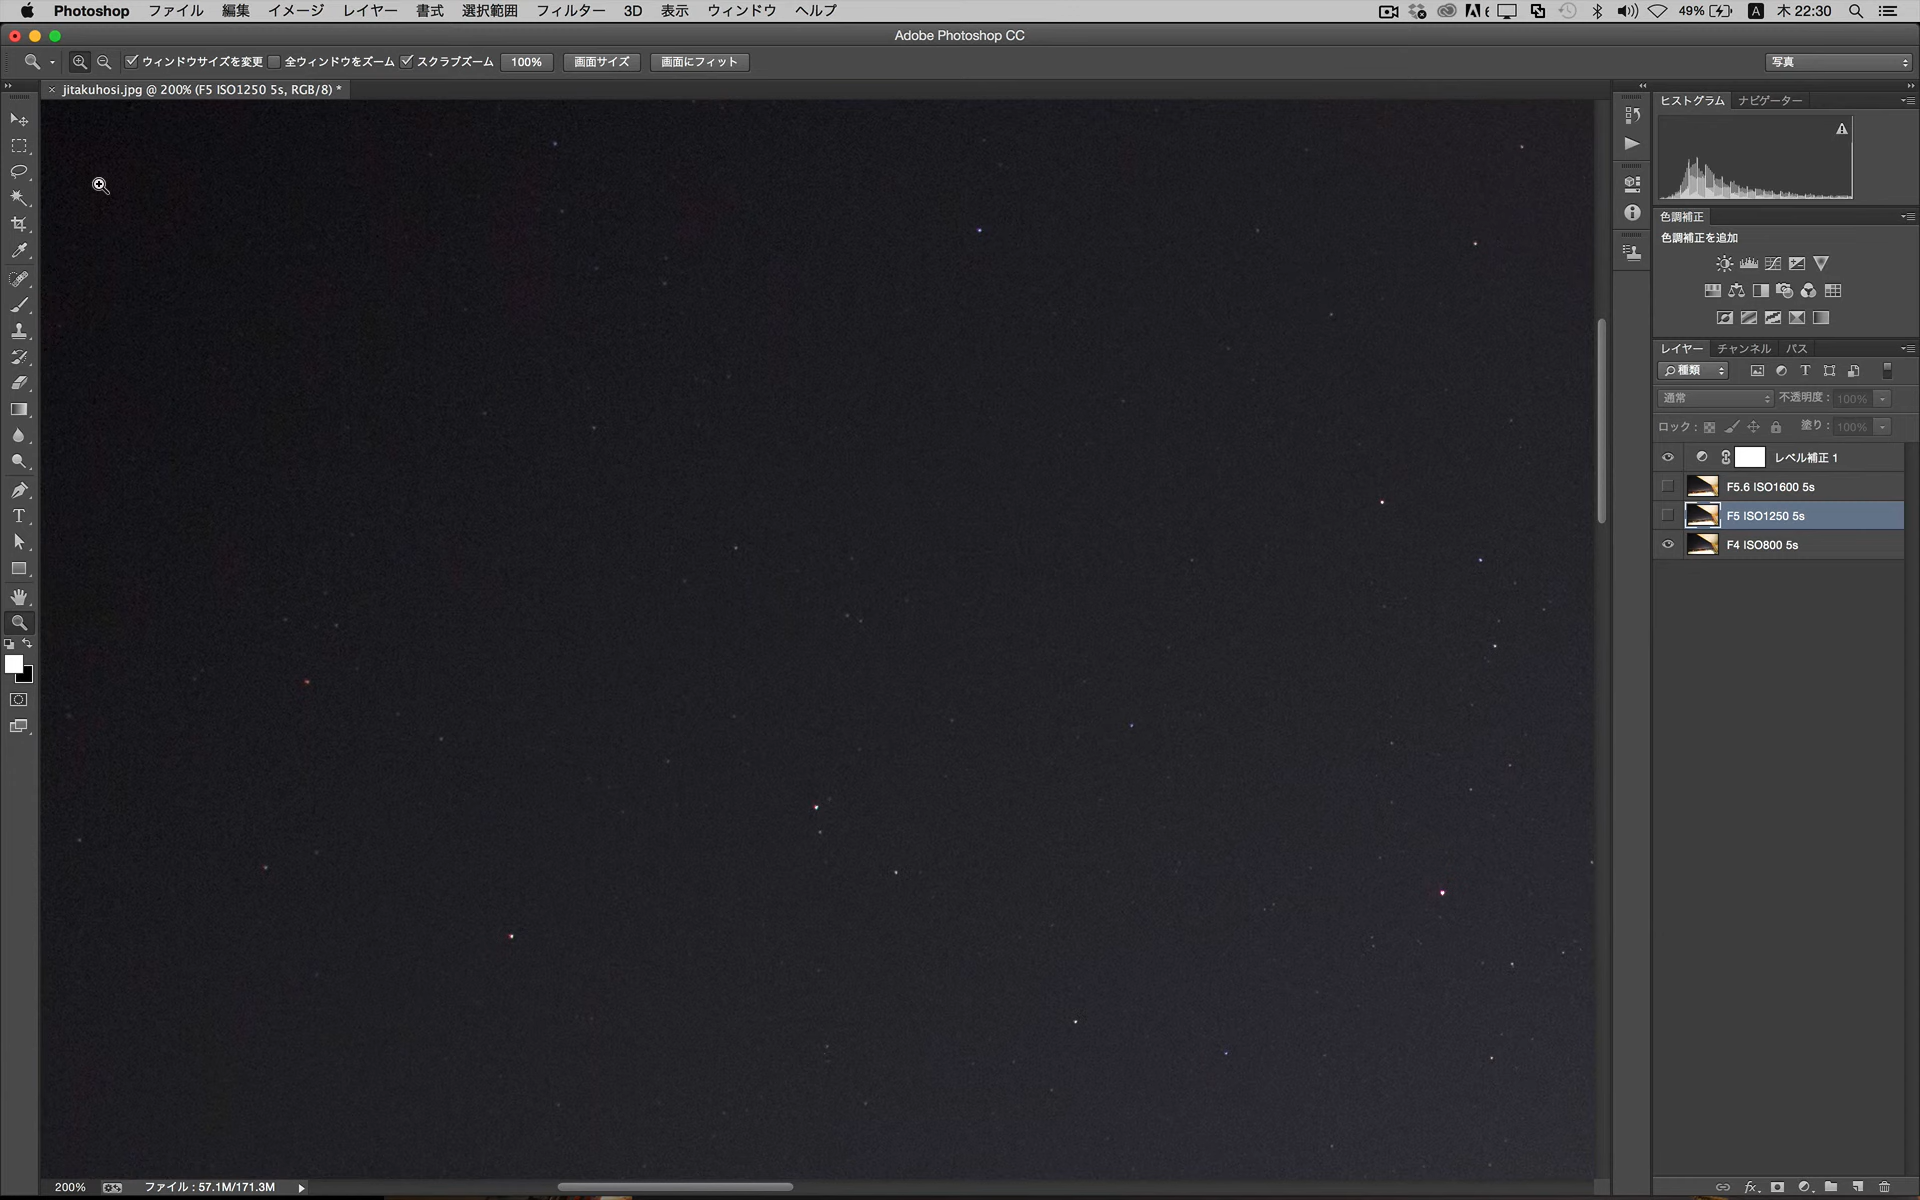 Photoshop ファイル 編集 イメージ レイヤー 書式 選択範囲 フィルター 3D 表示 ウィンドウ ヘルプ 6 49% A 木 22:30
Adobe Photoshop CC
ウィンドウサイズを変更 全ウィンドウをズーム スクラブズーム 100% 画面サイズ 画面にフィット 写真
× jitakuhosi.jpg @ 200% (F5 ISO1250 5s, RGB/8) *
ヒストグラム ナビゲーター
色調補正
色調補正を追加
レイヤー チャンネル パス
種類
通常 不透明度: 100%
ロック: 塗り: 100%
レベル補正 1
F5.6 ISO1600 5s
F5 ISO1250 5s
F4 ISO800 5s
200% ファイル : 57.1M/171.3M